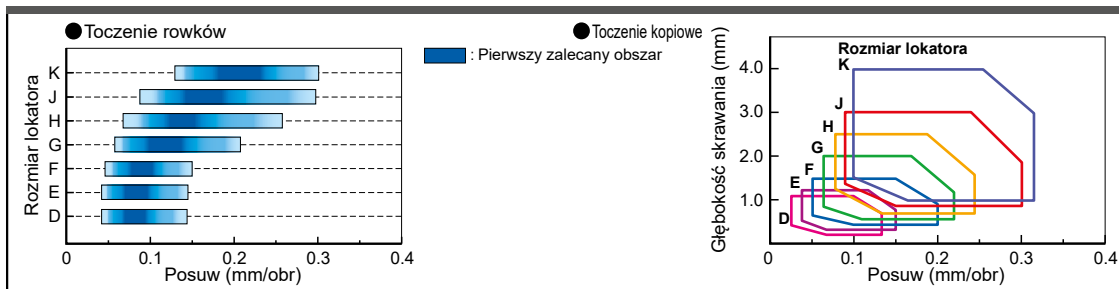 Toczenie rowków
Rozmiar lokatora
K
J
H
G
F
E
D
0
0.1
0.2
0.3
0.4
Posuw (mm/obr)
Toczenie kopiowe
: Pierwszy zalecany obszar
Głębokość skrawania (mm)
Rozmiar lokatora
4.0
3.0
2.0
1.0
K
J
H
G
F
E
D
0
0.1
0.2
0.3
0.4
Posuw (mm/obr)